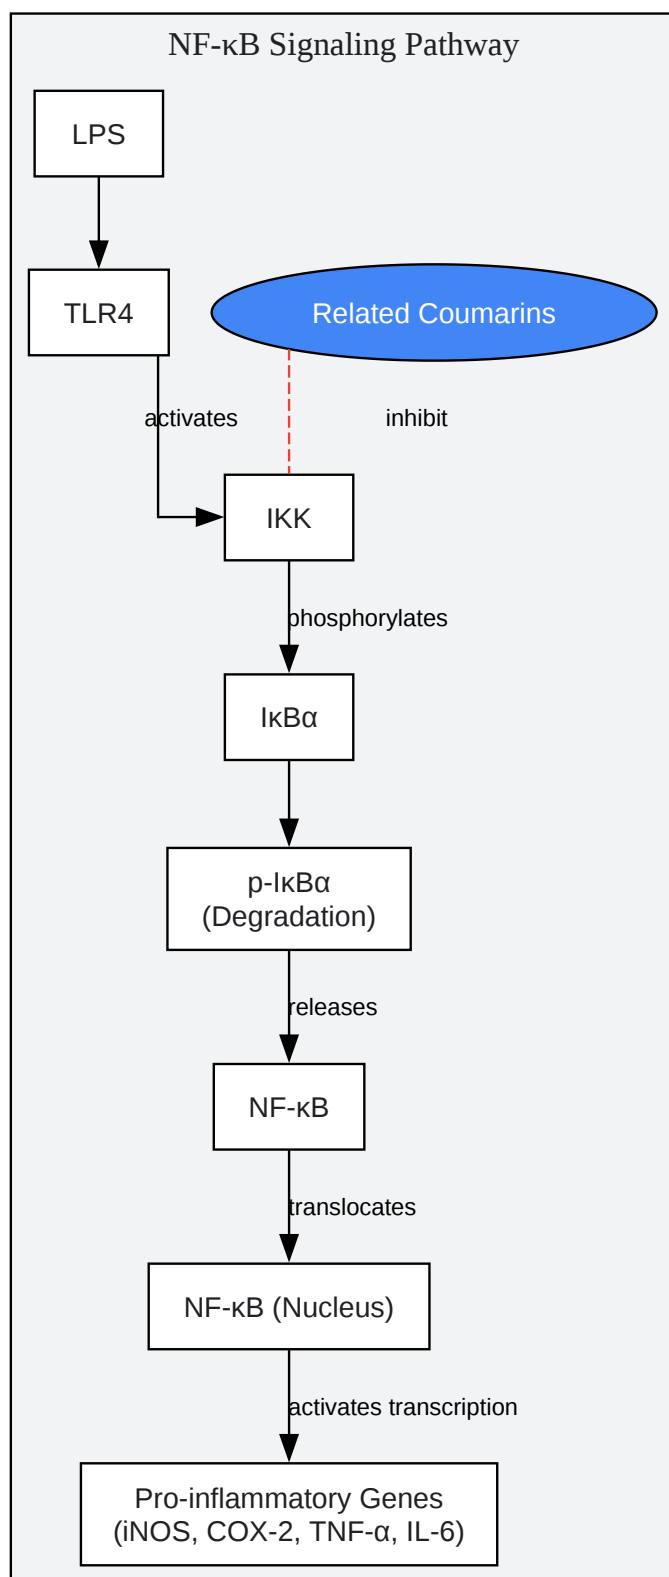 NF-κB Signaling Pathway
LPS
TLR4
Related Coumarins
activates
inhibit
IKK
phosphorylates
IκBα
p-IκBα
(Degradation)
releases
NF-κB
translocates
NF-κB (Nucleus)
activates transcription
Pro-inflammatory Genes
(iNOS, COX-2, TNF-α, IL-6)